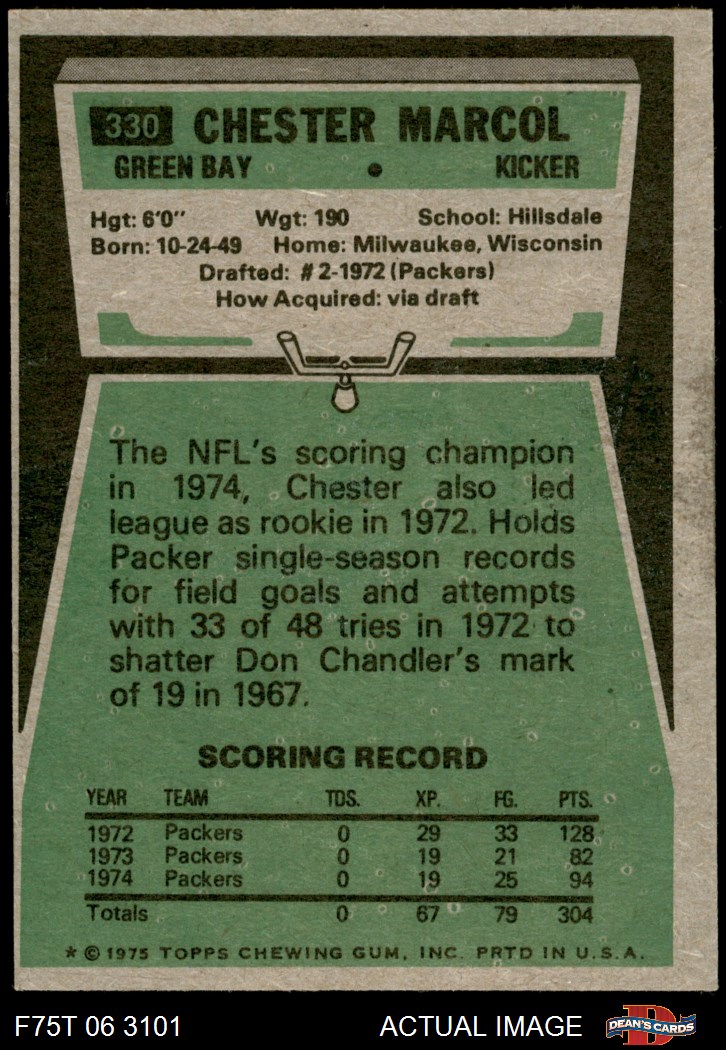 330 CHESTER MARCOL
GREEN BAY • KICKER
Hgt: 6'0" Wgt: 190 School: Hillsdale
Born: 10-24-49 Home: Milwaukee, Wisconsin
Drafted: #2-1972 (Packers)
How Acquired: via draft
The NFL's scoring champion
in 1974, Chester also led
league as rookie in 1972. Holds
Packer single-season records
for field goals and attempts
with 33 of 48 tries in 1972 to
shatter Don Chandler's mark
of 19 in 1967.
SCORING RECORD
YEAR TEAM TDS. XP. FG. PTS.
1972 Packers 0 29 33 128
1973 Packers 0 19 21 82
1974 Packers 0 19 25 94
Totals 0 67 79 304
* © 1975 TOPPS CHEWING GUM, INC. PRTD IN U.S.A.
F75T 06 3101 ACTUAL IMAGE D DEAN'S CARDS